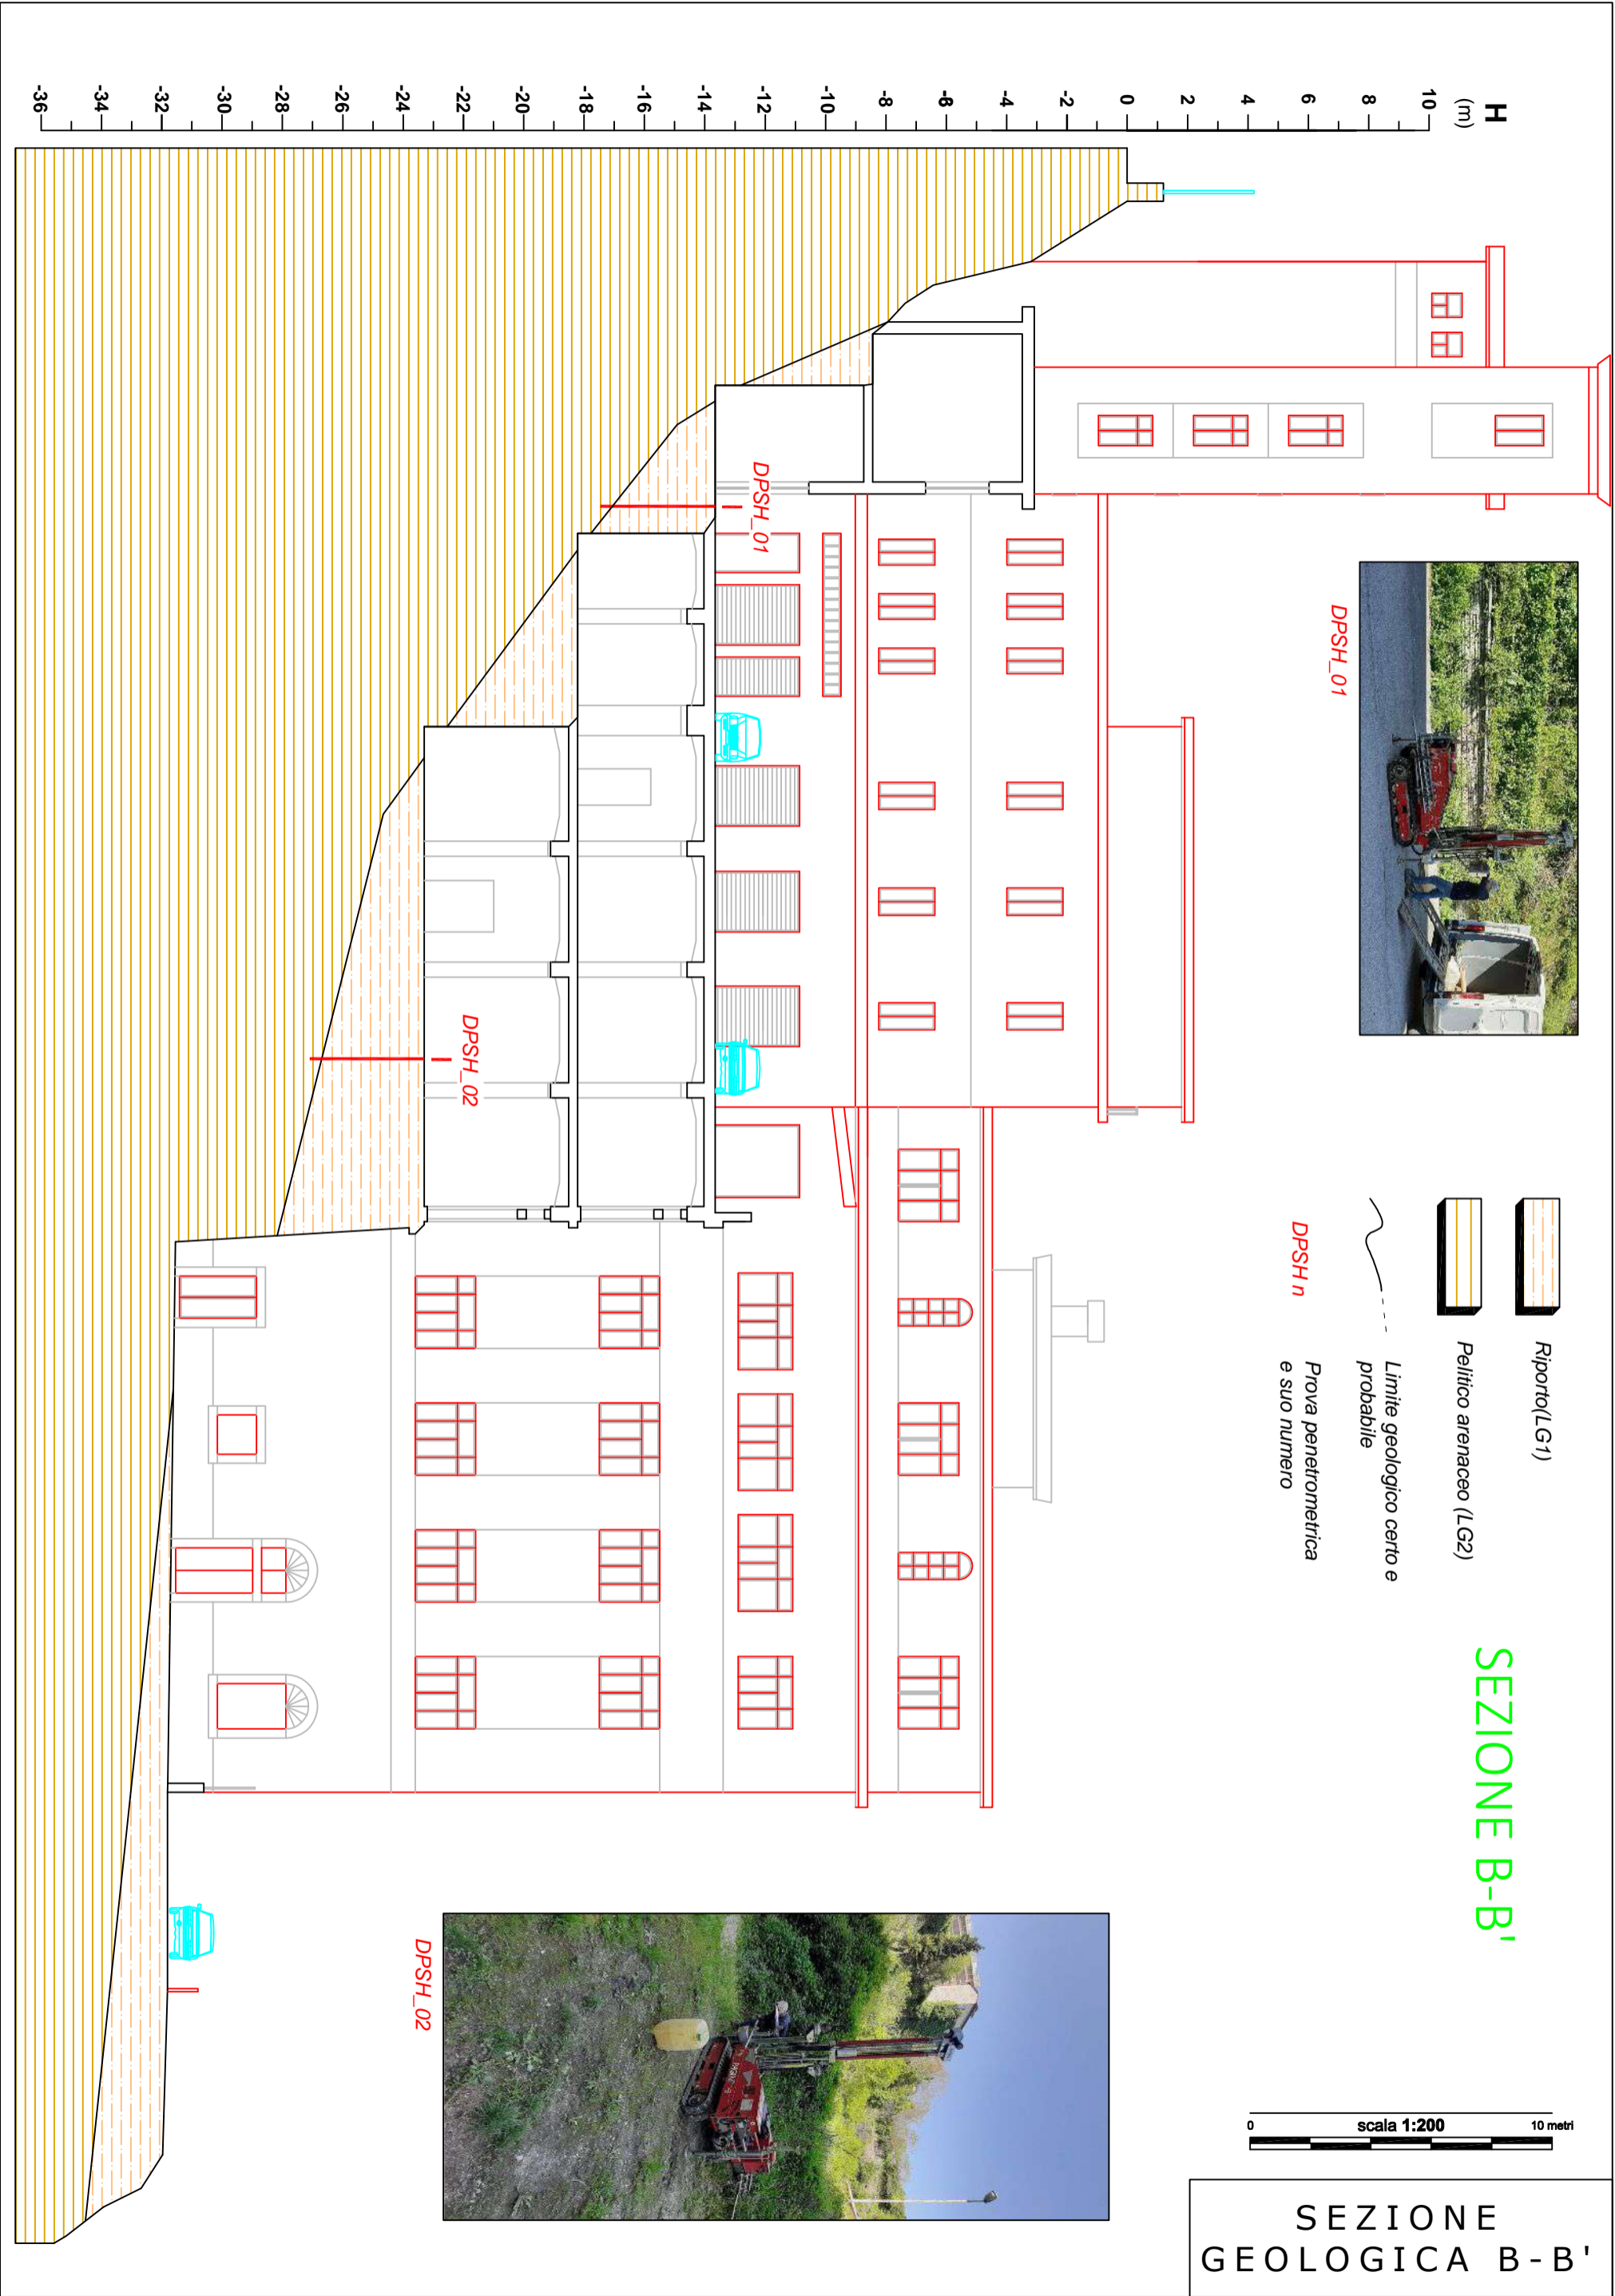 H
(m)
10
8
6
4
2
0
-2
-4
-6
-8
-10
-12
-14
-16
-18
-20
-22
-24
-26
-28
-30
-32
-34
-36
DPSH_01
DPSH_01
DPSH_02
DPSH_02
Riporto(LG1)
Pelitico arenaceo (LG2)
Limite geologico certo e
probabile
DPSH n
Prova penetrometrica
e suo numero
SEZIONE B-B'
0 scala 1:200 10 metri
SEZIONE
GEOLOGICA B-B'